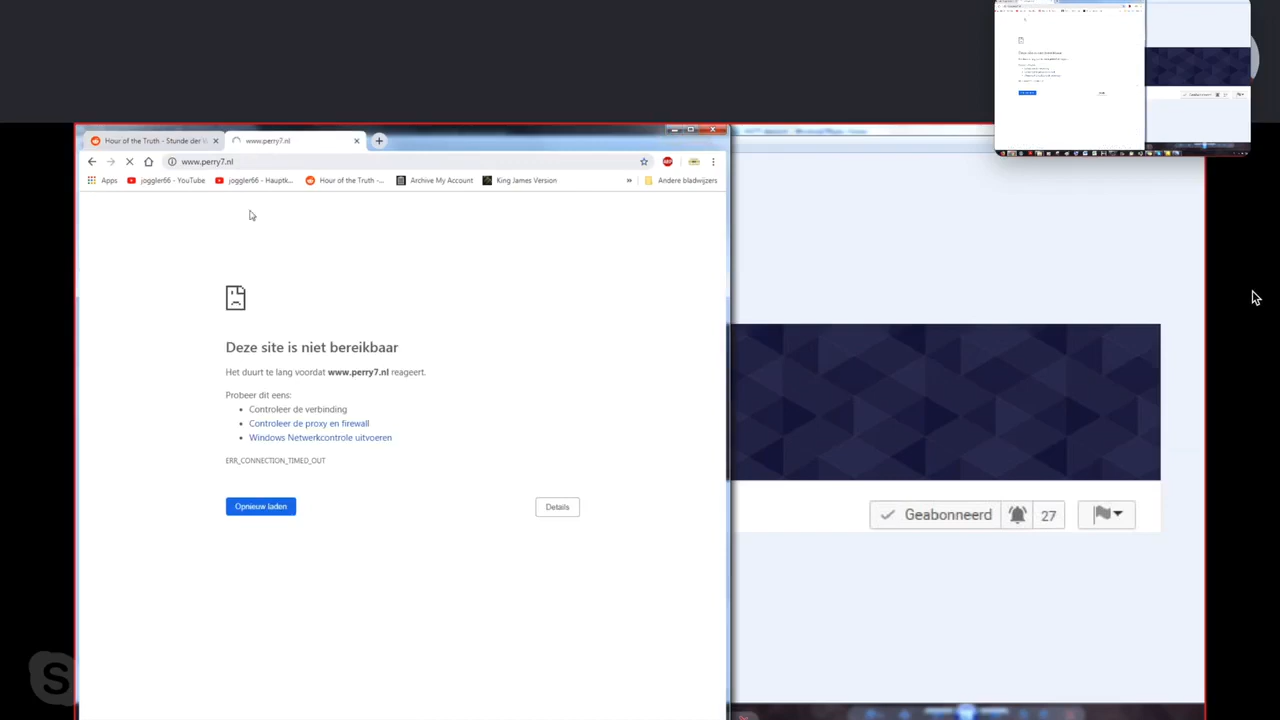 Hour of the Truth - Stunde der
www.perry7.nl
www.perry7.nl
Apps
joggler66 - YouTube
joggler66 - Hauptk...
Hour of the Truth -...
Archive My Account
King James Version
»
Andere bladwijzers
Deze site is niet bereikbaar
Het duurt te lang voordat www.perry7.nl reageert.
Probeer dit eens:
• Controleer de verbinding
• Controleer de proxy en firewall
• Windows Netwerkcontrole uitvoeren
ERR_CONNECTION_TIMED_OUT
Opnieuw laden
Details
Geabonneerd
27